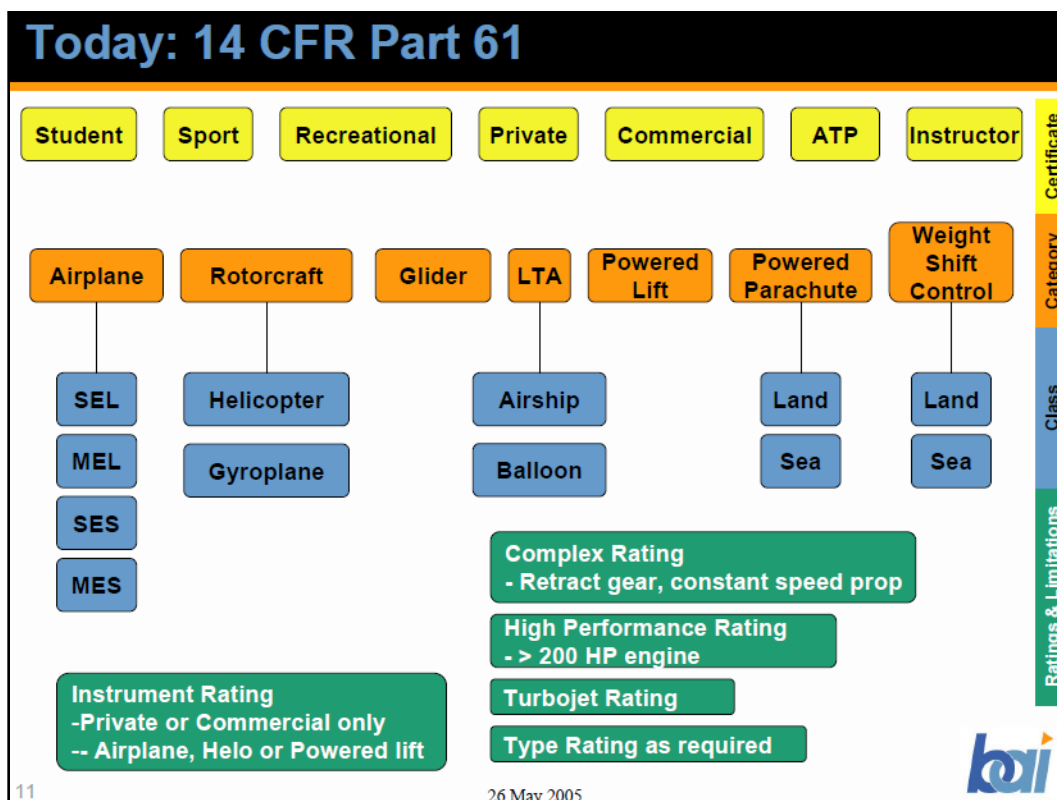 Today: 14 CFR Part 61
Student
Sport
Recreational
Private
Commercial
ATP
Instructor
Certificate
Airplane
Rotorcraft
Glider
LTA
Powered
Lift
Powered
Parachute
Weight
Shift
Control
Category
SEL
MEL
SES
MES
Helicopter
Gyroplane
Airship
Balloon
Land
Sea
Land
Sea
Class
Complex Rating
- Retract gear, constant speed prop
High Performance Rating
- > 200 HP engine
Turbojet Rating
Type Rating as required
Instrument Rating
-Private or Commercial only
-- Airplane, Helo or Powered lift
Ratings & Limitations
11
26 May 2005
bai